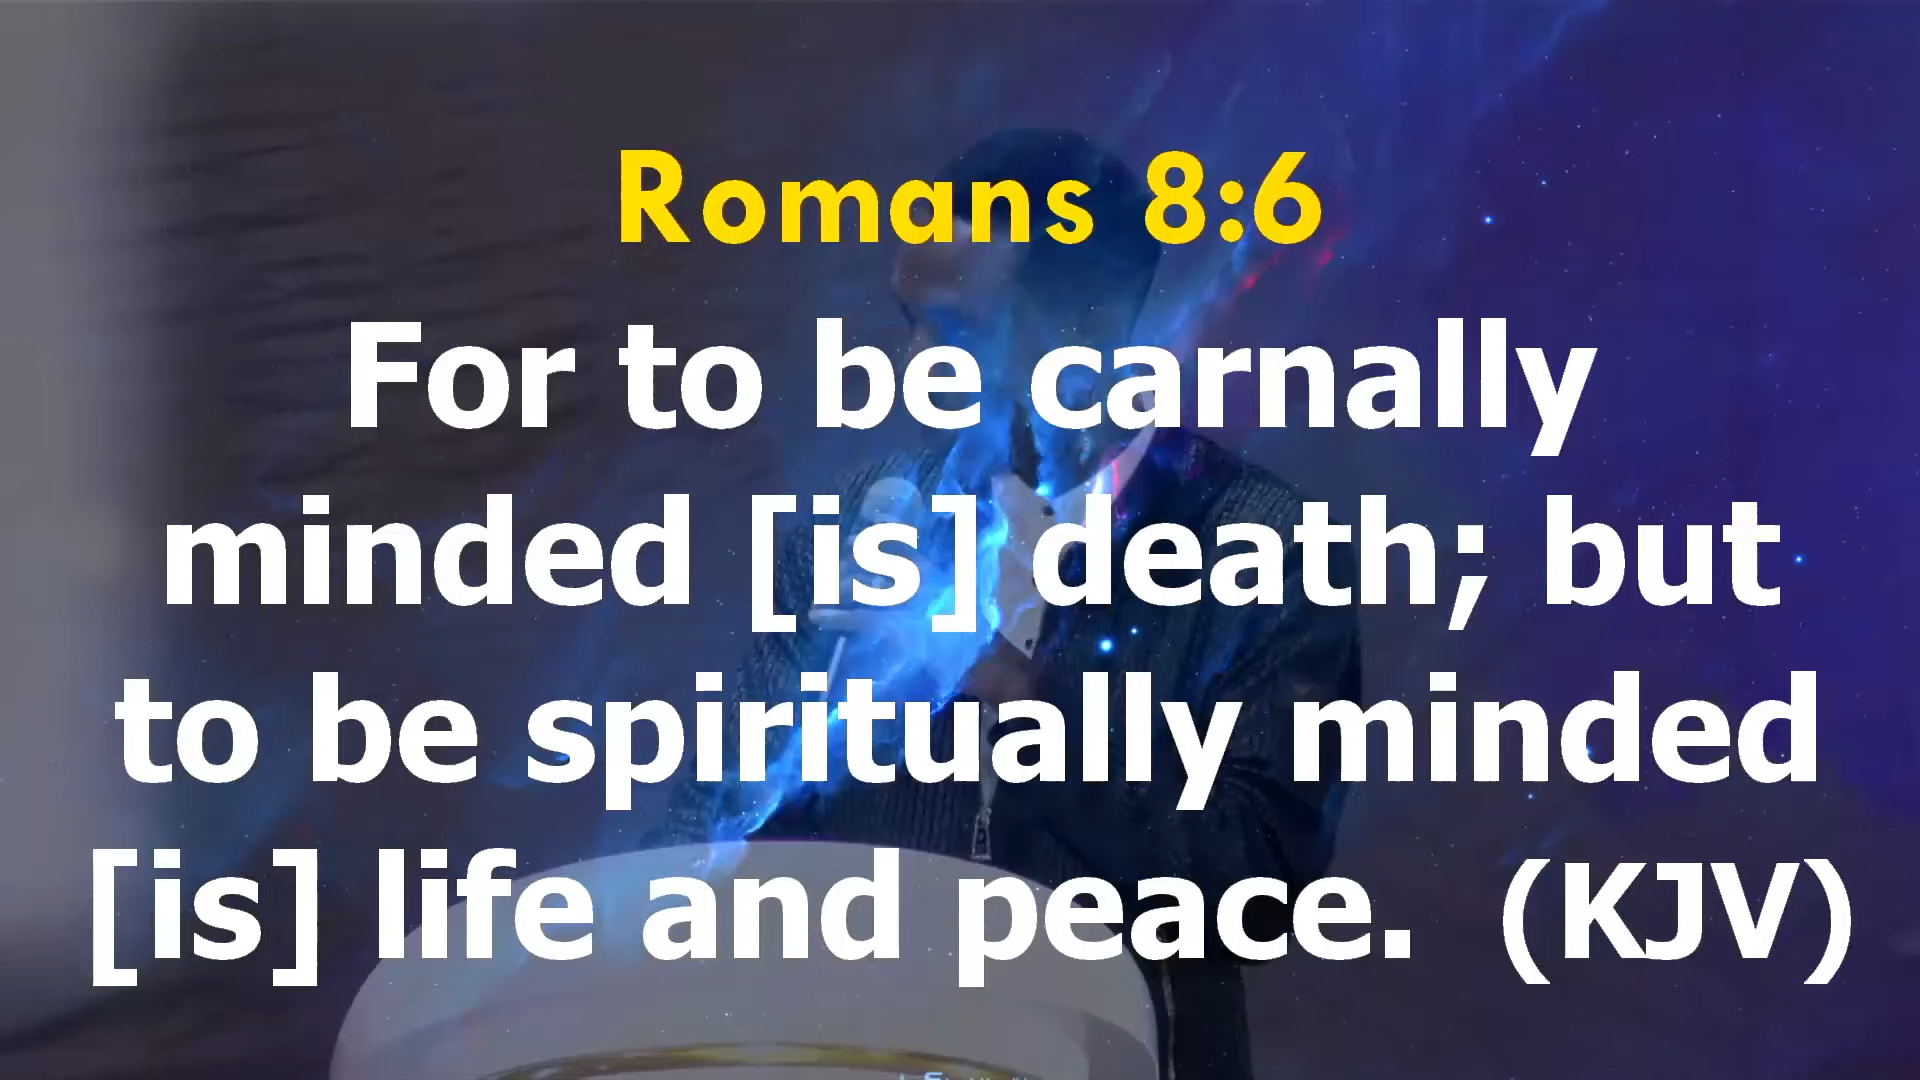 Romans 8:6
For to be carnally
minded [is] death; but
to be spiritually minded
[is] life and peace.  (KJV)